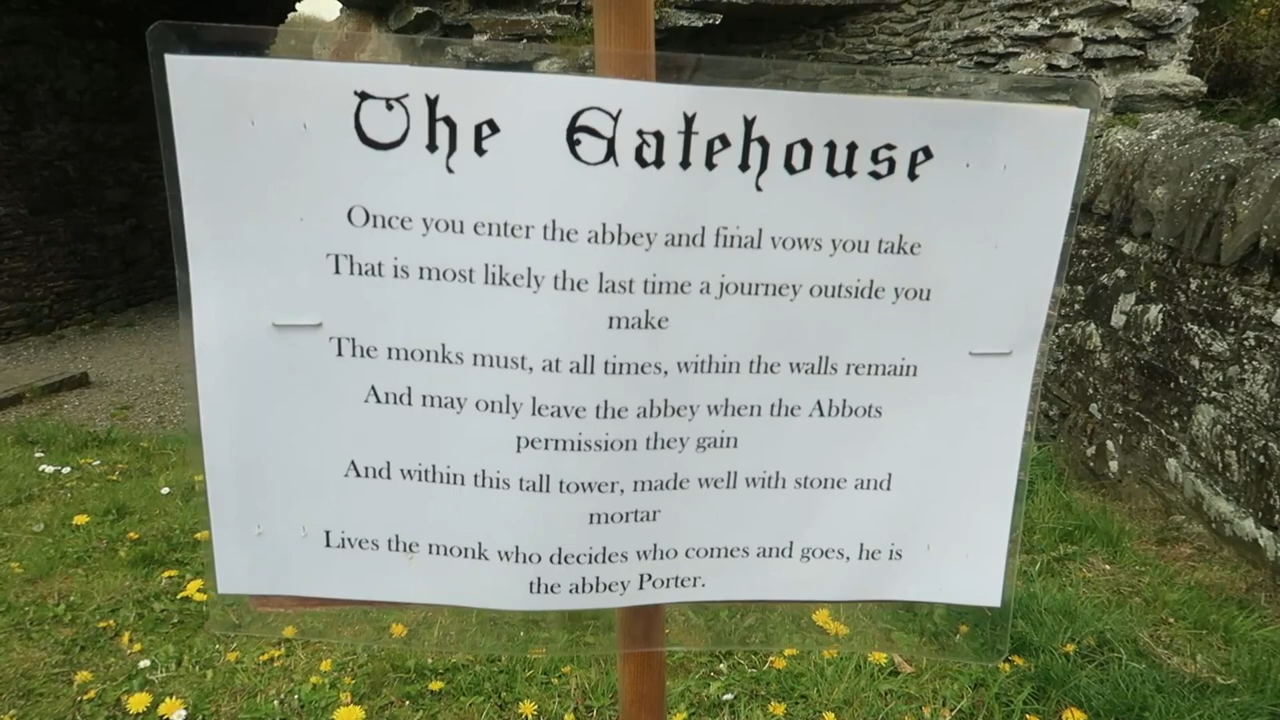 The Gatehouse
Once you enter the abbey and final vows you take
That is most likely the last time a journey outside you
make
The monks must, at all times, within the walls remain
And may only leave the abbey when the Abbots
permission they gain
And within this tall tower, made well with stone and
mortar
Lives the monk who decides who comes and goes, he is
the abbey Porter.